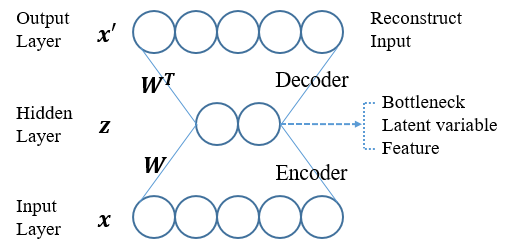 Output
Layer
x′
Reconstruct
Input
W^T
Decoder
Hidden
Layer
z
Bottleneck
Latent variable
Feature
W
Encoder
Input
Layer
x